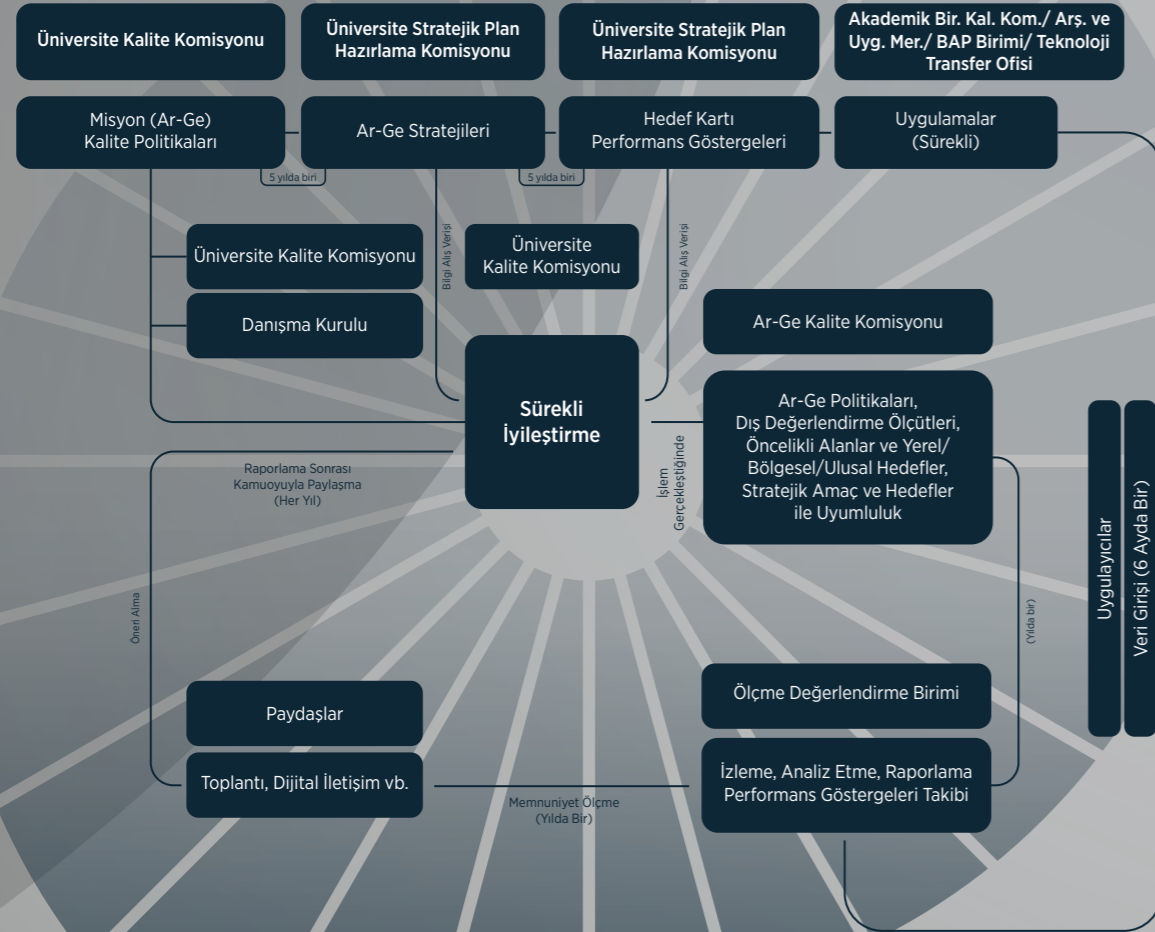 Üniversite Kalite Komisyonu
Üniversite Stratejik Plan
Hazırlama Komisyonu
Üniversite Stratejik Plan
Hazırlama Komisyonu
Akademik Bir. Kal. Kom./ Arş. ve
Uyg. Mer./ BAP Birimi/ Teknoloji
Transfer Ofisi
Misyon (Ar-Ge)
Kalite Politikaları
Ar-Ge Stratejileri
Hedef Kartı
Performans Göstergeleri
Uygulamalar
(Sürekli)
5 yılda biri
5 yılda biri
Üniversite Kalite Komisyonu
Danışma Kurulu
Bilgi Alış Verişi
Üniversite
Kalite Komisyonu
Bilgi Alış Verişi
Ar-Ge Kalite Komisyonu
Sürekli
İyileştirme
Ar-Ge Politikaları,
Dış Değerlendirme Ölçütleri,
Öncelikli Alanlar ve Yerel/
Bölgesel/Ulusal Hedefler,
Stratejik Amaç ve Hedefler
ile Uyumluluk
İşlem
Gerçekleştiğinde
Raporlama Sonrası
Kamuoyuyla Paylaşma
(Her Yıl)
Öneri Alma
(Yılda bir)
Uygulayıcılar
Veri Girişi (6 Ayda Bir)
Paydaşlar
Toplantı, Dijital İletişim vb.
Memnuniyet Ölçme
(Yılda Bir)
Ölçme Değerlendirme Birimi
İzleme, Analiz Etme, Raporlama
Performans Göstergeleri Takibi